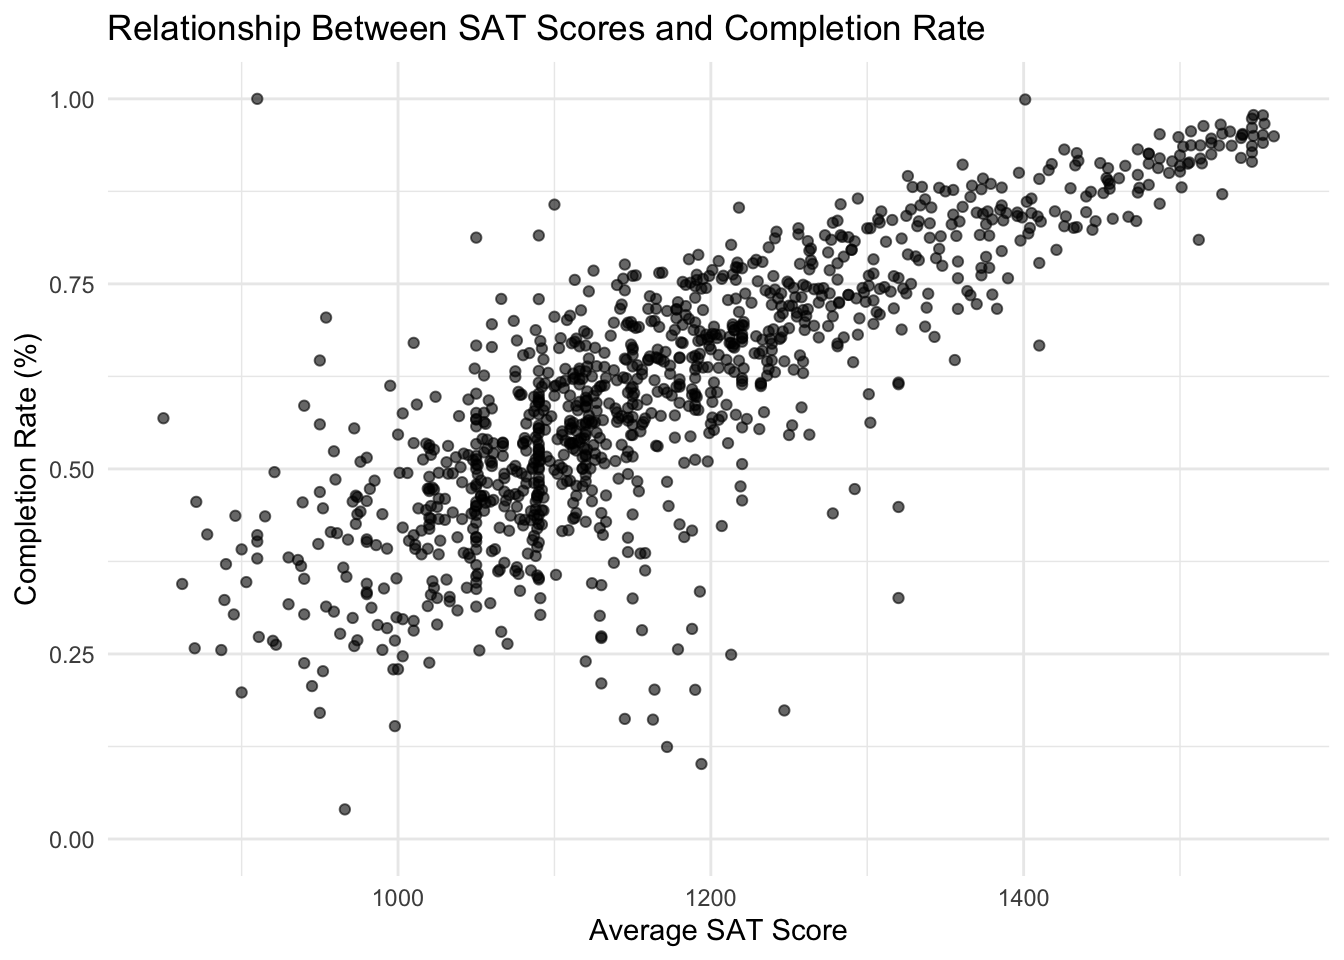 Relationship Between SAT Scores and Completion Rate
Completion Rate (%)
1.00
0.75
0.50
0.25
0.00
1000 1200 1400
Average SAT Score